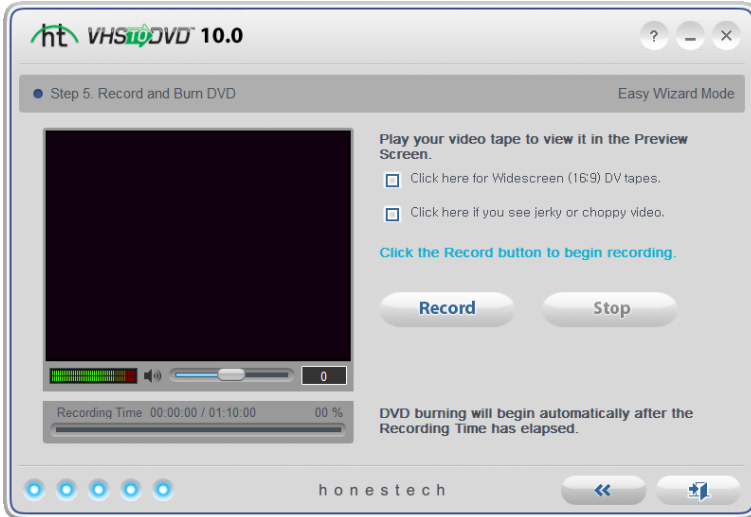 ht VHSTODVD™ 10.0
?
Step 5. Record and Burn DVD
Easy Wizard Mode
Play your video tape to view it in the Preview
Screen.
Click here for Widescreen (16:9) DV tapes.
Click here if you see jerky or choppy video.
Click the Record button to begin recording.
Record
Stop
0
Recording Time 00:00:00 / 01:10:00 00 %
DVD burning will begin automatically after the
Recording Time has elapsed.
honestech